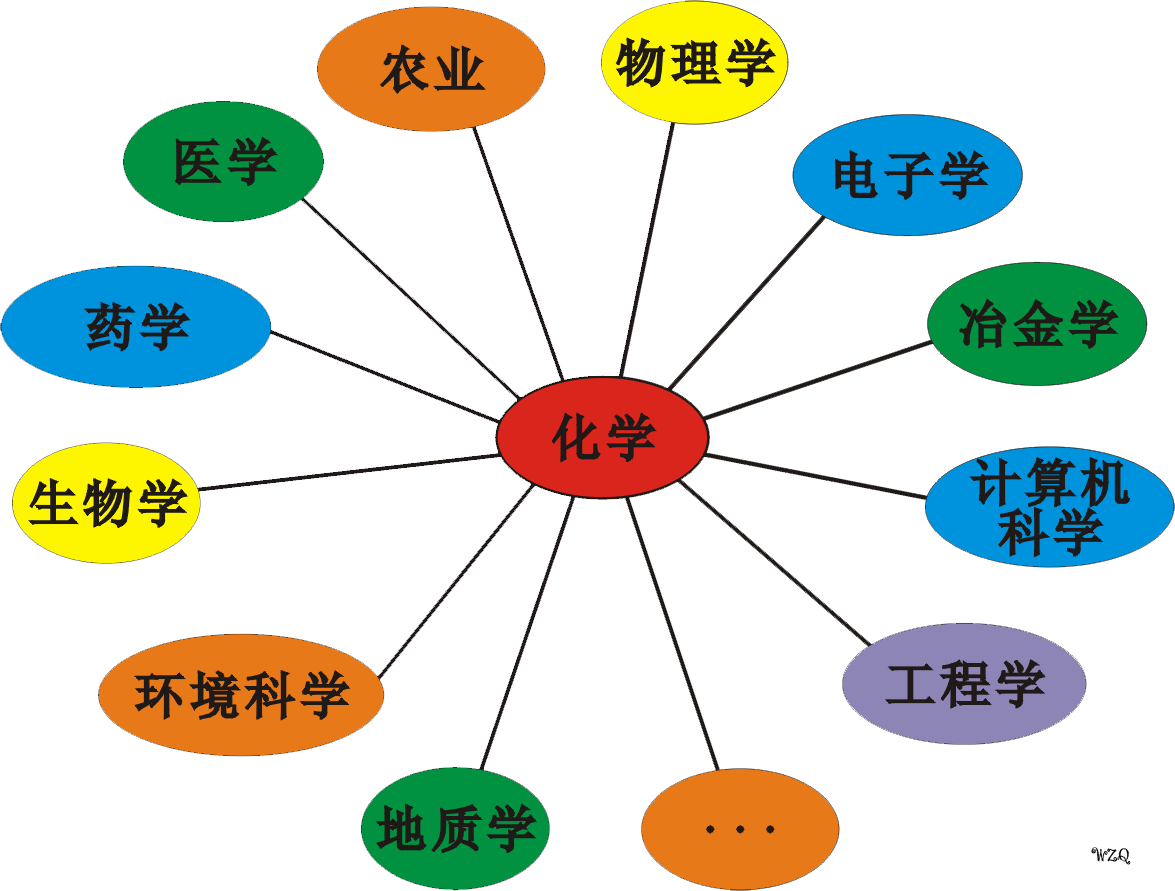 农业
物理学
医学
电子学
药学
冶金学
化学
计算机
科学
生物学
环境科学
工程学
地质学
···
WZQ